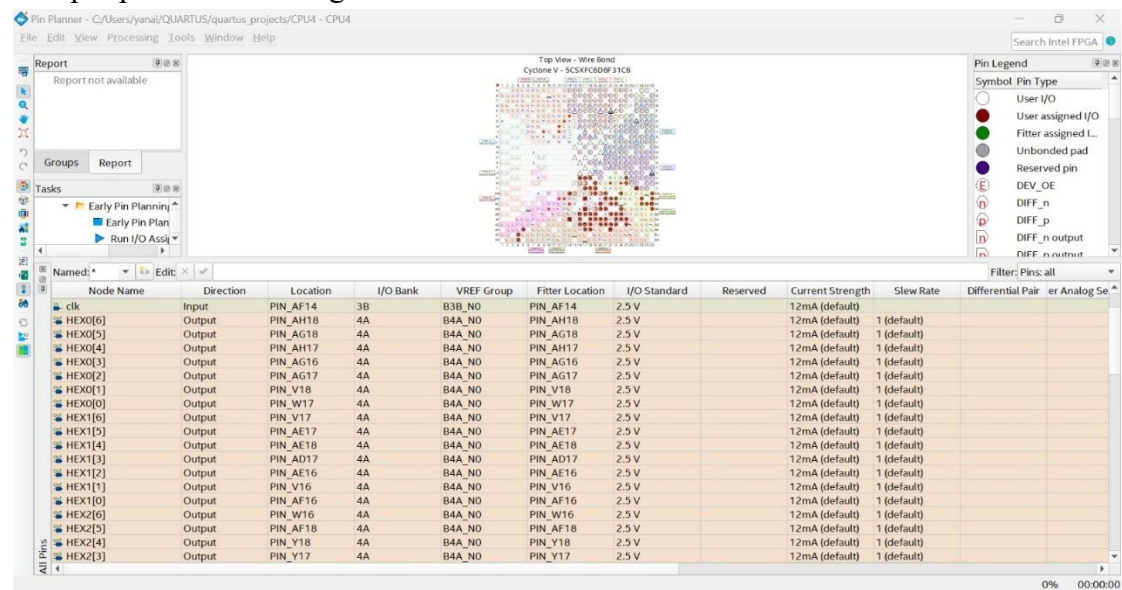 Pin Planner - C:/Users/yanai/QUARTUS/quartus_projects/CPU4 - CPU4
File Edit View Processing Tools Window Help
Search Intel FPGA
Report
Report not available
Groups Report
Tasks
Early Pin Planning
Early Pin Plan
Run I/O Assi
Top View - Wire Bond
Cyclone V - 5CSXFC6D6F31C6
Pin Legend
Symbol Pin Type
User I/O
User assigned I/O
Fitter assigned I...
Unbonded pad
Reserved pin
E DEV_OE
n DIFF_n
p DIFF_p
n DIFF_n output
n DIFF_p output
Named: * Edit: Filter: Pins: all
Node Name Direction Location I/O Bank VREF Group Fitter Location I/O Standard Reserved Current Strength Slew Rate Differential Pair er Analog Se
clk Input PIN_AF14 3B B3B_N0 PIN_AF14 2.5 V 12mA (default)
HEX0[6] Output PIN_AH18 4A B4A_N0 PIN_AH18 2.5 V 12mA (default) 1 (default)
HEX0[5] Output PIN_AG18 4A B4A_N0 PIN_AG18 2.5 V 12mA (default) 1 (default)
HEX0[4] Output PIN_AH17 4A B4A_N0 PIN_AH17 2.5 V 12mA (default) 1 (default)
HEX0[3] Output PIN_AG16 4A B4A_N0 PIN_AG16 2.5 V 12mA (default) 1 (default)
HEX0[2] Output PIN_AG17 4A B4A_N0 PIN_AG17 2.5 V 12mA (default) 1 (default)
HEX0[1] Output PIN_V18 4A B4A_N0 PIN_V18 2.5 V 12mA (default) 1 (default)
HEX0[0] Output PIN_W17 4A B4A_N0 PIN_W17 2.5 V 12mA (default) 1 (default)
HEX1[6] Output PIN_V17 4A B4A_N0 PIN_V17 2.5 V 12mA (default) 1 (default)
HEX1[5] Output PIN_AE17 4A B4A_N0 PIN_AE17 2.5 V 12mA (default) 1 (default)
HEX1[4] Output PIN_AE18 4A B4A_N0 PIN_AE18 2.5 V 12mA (default) 1 (default)
HEX1[3] Output PIN_AD17 4A B4A_N0 PIN_AD17 2.5 V 12mA (default) 1 (default)
HEX1[2] Output PIN_AE16 4A B4A_N0 PIN_AE16 2.5 V 12mA (default) 1 (default)
HEX1[1] Output PIN_V16 4A B4A_N0 PIN_V16 2.5 V 12mA (default) 1 (default)
HEX1[0] Output PIN_AF16 4A B4A_N0 PIN_AF16 2.5 V 12mA (default) 1 (default)
HEX2[6] Output PIN_W16 4A B4A_N0 PIN_W16 2.5 V 12mA (default) 1 (default)
HEX2[5] Output PIN_AF18 4A B4A_N0 PIN_AF18 2.5 V 12mA (default) 1 (default)
HEX2[4] Output PIN_Y18 4A B4A_N0 PIN_Y18 2.5 V 12mA (default) 1 (default)
HEX2[3] Output PIN_Y17 4A B4A_N0 PIN_Y17 2.5 V 12mA (default) 1 (default)
All Pins
0% 00:00:00